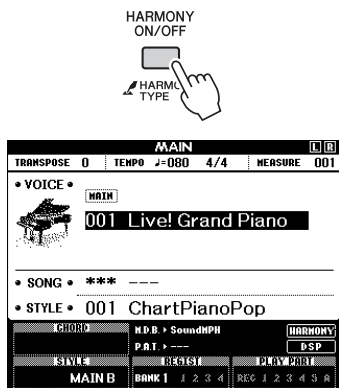 HARMONY
ON/OFF
TYPE
MAIN L R
TRANSPOSE 0 TEMPO ♩=080 4/4 MEASURE 001
• VOICE •
MAIN
001 Live! Grand Piano
• SONG • *** ---
• STYLE • 001 ChartPianoPop
CHORD M.D.B. ▸ SoundMPH HARMONY
P.A.T. ▸ --- DSP
STYLE REGIST PLAY PART
MAIN B BANK 1 1 2 3 4 REC 1 2 3 4 5 A